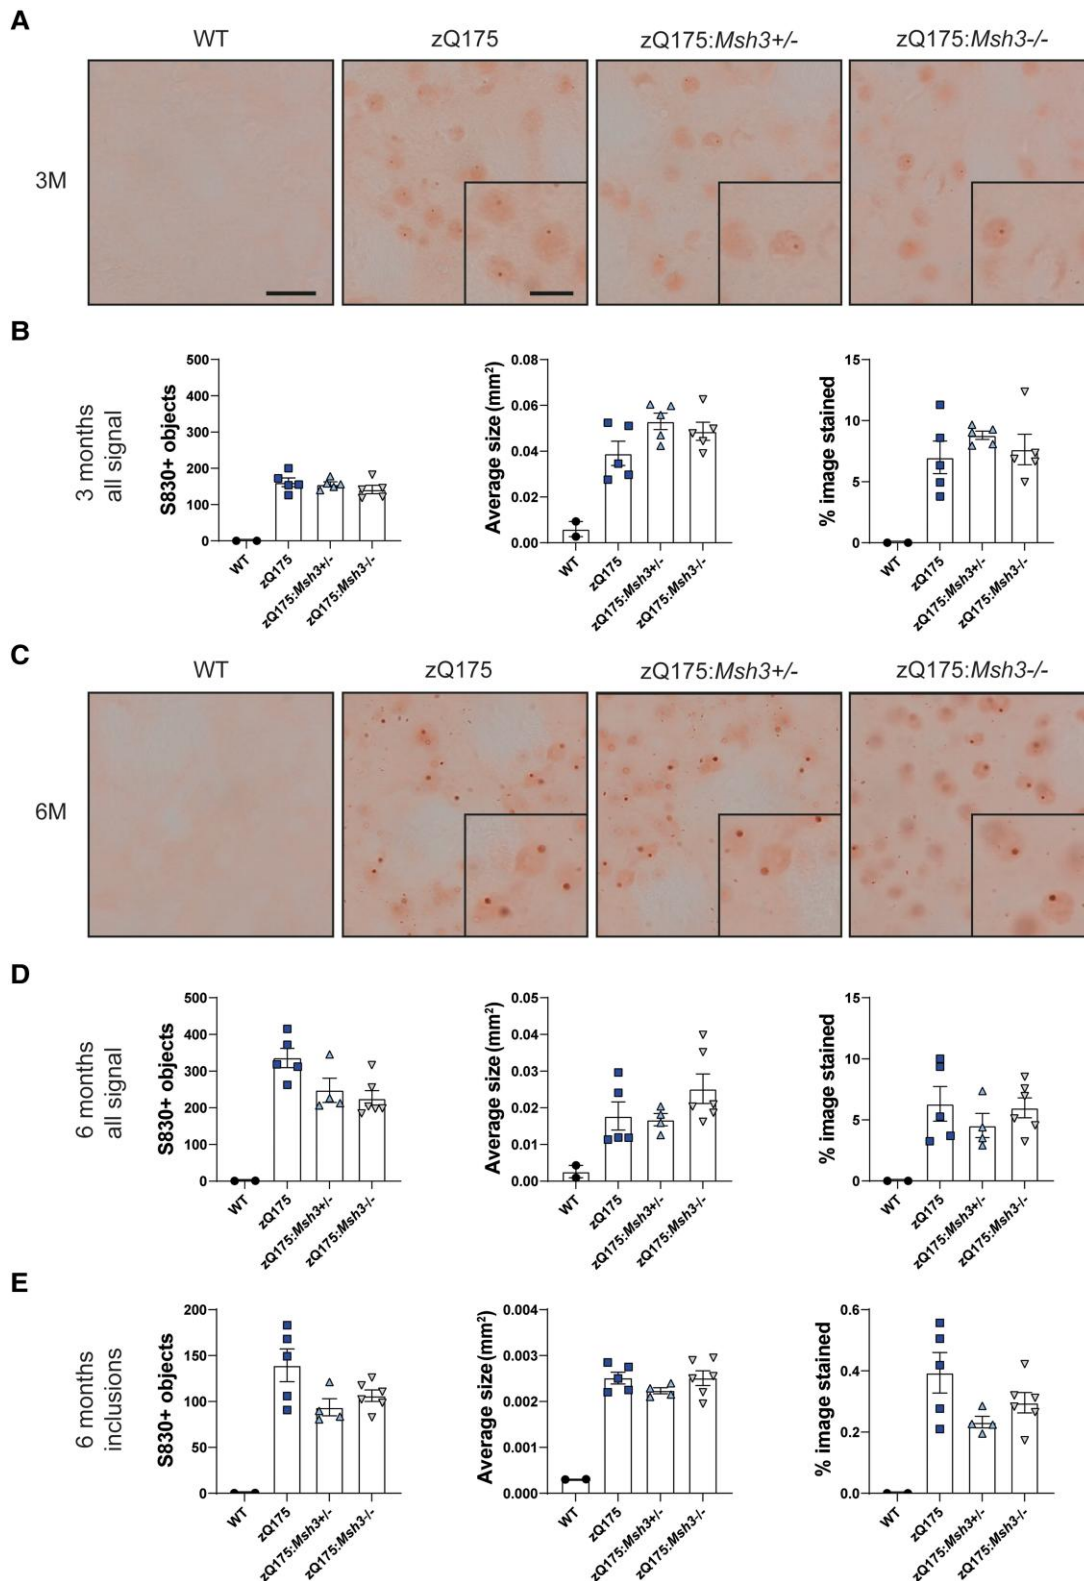 A
WT zQ175 zQ175:Msh3+/- zQ175:Msh3-/-
3M
B
3 months
all signal
S830+ objects
500
400
300
200
100
0
WT
zQ175
zQ175:Msh3+/-
zQ175:Msh3-/-
Average size (mm²)
0.08
0.06
0.04
0.02
0.00
WT
zQ175
zQ175:Msh3+/-
zQ175:Msh3-/-
% image stained
15
10
5
0
WT
zQ175
zQ175:Msh3+/-
zQ175:Msh3-/-
C
WT zQ175 zQ175:Msh3+/- zQ175:Msh3-/-
6M
D
6 months
all signal
S830+ objects
500
400
300
200
100
0
WT
zQ175
zQ175:Msh3+/-
zQ175:Msh3-/-
Average size (mm²)
0.05
0.04
0.03
0.02
0.01
0.00
WT
zQ175
zQ175:Msh3+/-
zQ175:Msh3-/-
% image stained
15
10
5
0
WT
zQ175
zQ175:Msh3+/-
zQ175:Msh3-/-
E
6 months
inclusions
S830+ objects
200
150
100
50
0
WT
zQ175
zQ175:Msh3+/-
zQ175:Msh3-/-
Average size (mm²)
0.004
0.003
0.002
0.001
0.000
WT
zQ175
zQ175:Msh3+/-
zQ175:Msh3-/-
% image stained
0.6
0.4
0.2
0.0
WT
zQ175
zQ175:Msh3+/-
zQ175:Msh3-/-